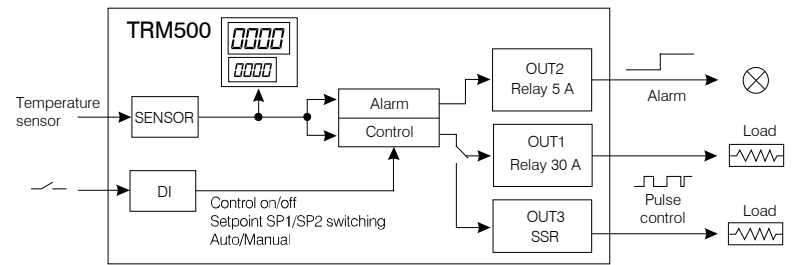 TRM500
0000
0000
Temperature
sensor
SENSOR
Alarm
Control
OUT2
Relay 5 A
Alarm
OUT1
Relay 30 A
Load
DI
Control on/off
Setpoint SP1/SP2 switching
Auto/Manual
OUT3
SSR
Pulse
control
Load